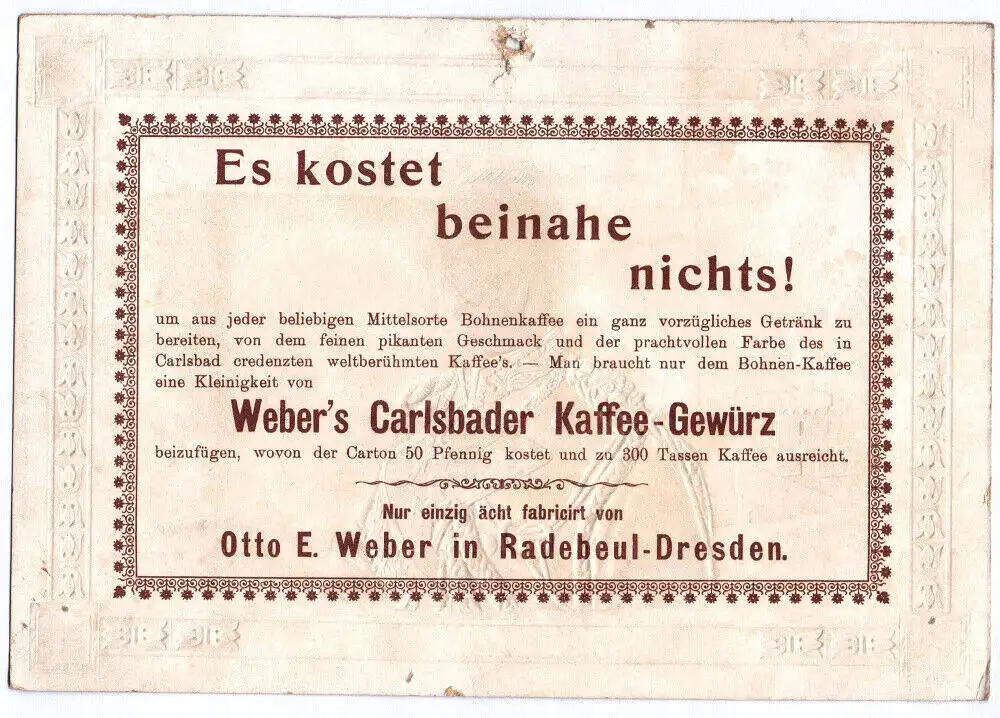 Es kostet
beinahe
nichts!
um aus jeder beliebigen Mittelsorte Bohnenkaffee ein ganz vorzügliches Getränk zu
bereiten, von dem feinen pikanten Geschmack und der prachtvollen Farbe des in
Carlsbad credenzten weltberühmten Kaffee's. — Man braucht nur dem Bohnen-Kaffee
eine Kleinigkeit von
Weber's Carlsbader Kaffee-Gewürz
beizufügen, wovon der Carton 50 Pfennig kostet und zu 300 Tassen Kaffee ausreicht.
Nur einzig ächt fabricirt von
Otto E. Weber in Radebeul-Dresden.